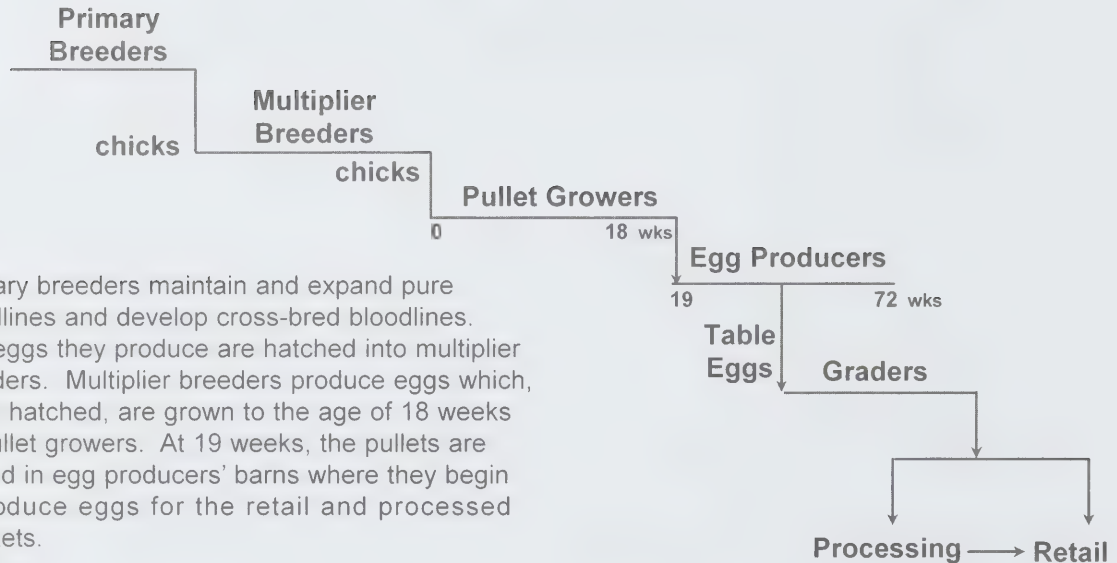 Primary
Breeders
Multiplier
Breeders
chicks
chicks
Pullet Growers
0 18 wks
Egg Producers
19 72 wks
Table
Eggs
Graders
Processing Retail
ary breeders maintain and expand pure
dlines and develop cross-bred bloodlines.
eggs they produce are hatched into multiplier
ders. Multiplier breeders produce eggs which,
hatched, are grown to the age of 18 weeks
ullet growers. At 19 weeks, the pullets are
d in egg producers' barns where they begin
oduce eggs for the retail and processed
ets.